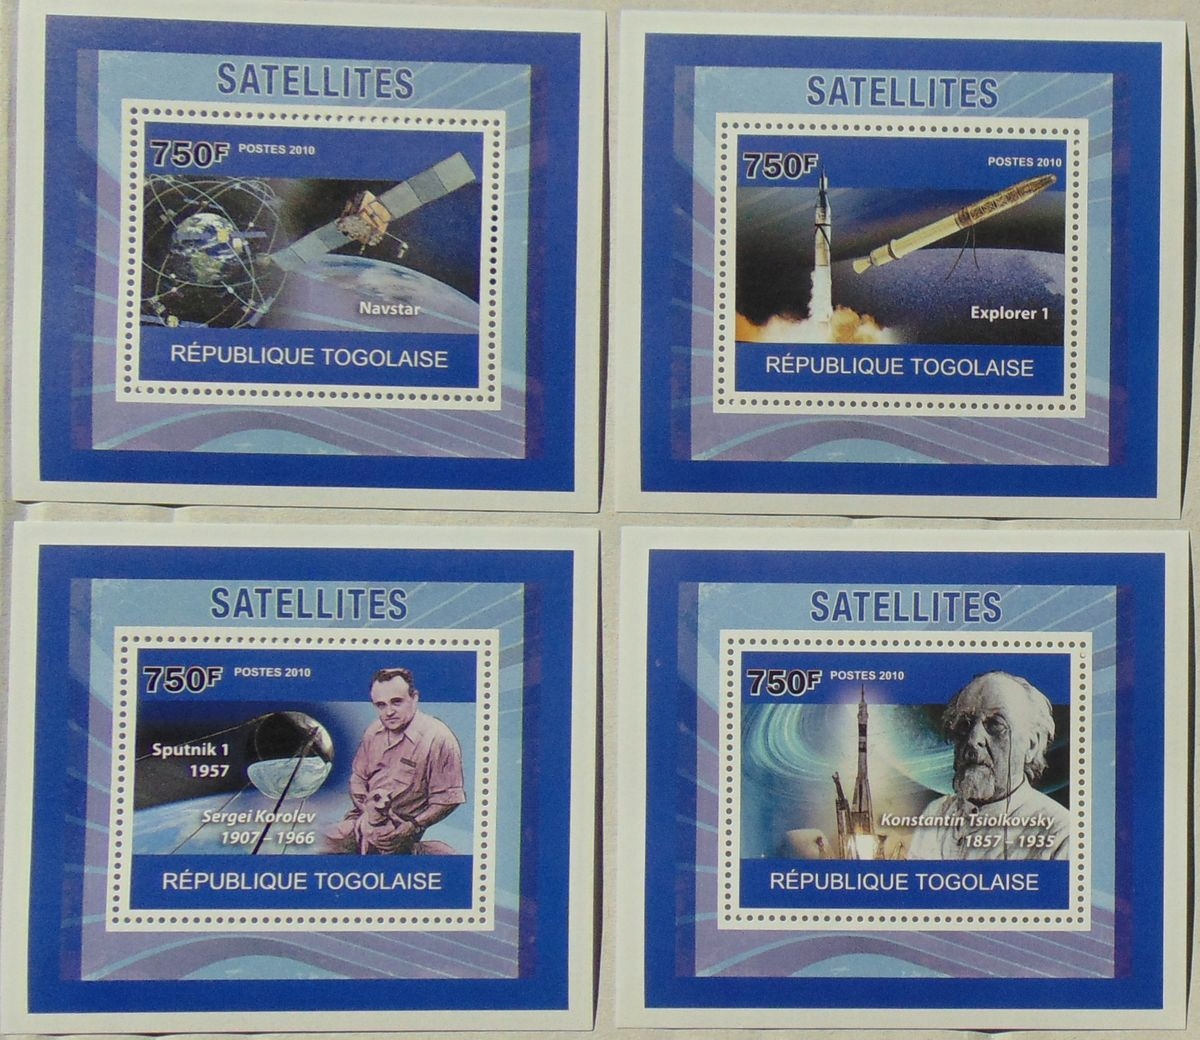 SATELLITES
750F POSTES 2010
Navstar
RÉPUBLIQUE TOGOLAISE
SATELLITES
750F POSTES 2010
Explorer 1
RÉPUBLIQUE TOGOLAISE
SATELLITES
750F POSTES 2010
Sputnik 1
1957
Sergei Korolev
1907 – 1966
RÉPUBLIQUE TOGOLAISE
SATELLITES
750F POSTES 2010
Konstantin Tsiolkovsky
1857 – 1935
RÉPUBLIQUE TOGOLAISE